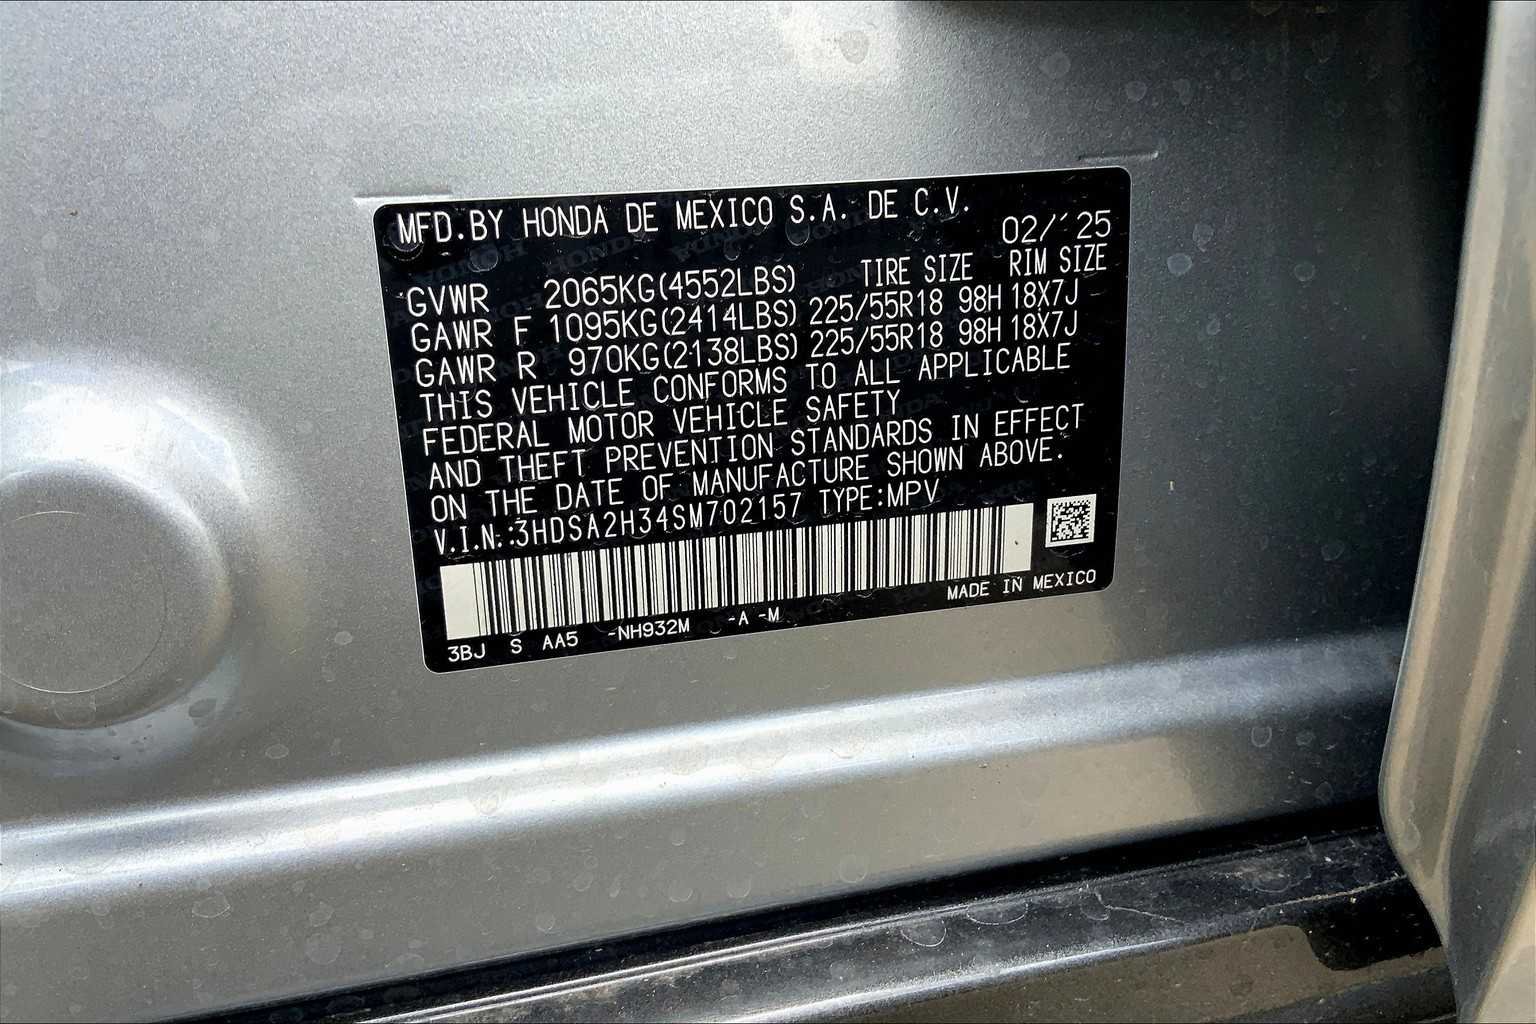 MFD.BY HONDA DE MEXICO S.A. DE C.V.
02/'25
TIRE SIZE RIM SIZE
GVWR 2065KG(4552LBS)
GAWR F 1095KG(2414LBS) 225/55R18 98H 18X7J
GAWR R 970KG(2138LBS) 225/55R18 98H 18X7J
THIS VEHICLE CONFORMS TO ALL APPLICABLE
FEDERAL MOTOR VEHICLE SAFETY
AND THEFT PREVENTION STANDARDS IN EFFECT
ON THE DATE OF MANUFACTURE SHOWN ABOVE.
V.I.N.:3HDSA2H34SM702157 TYPE:MPV
MADE IN MEXICO
3BJ S AA5 -NH932M -A -M